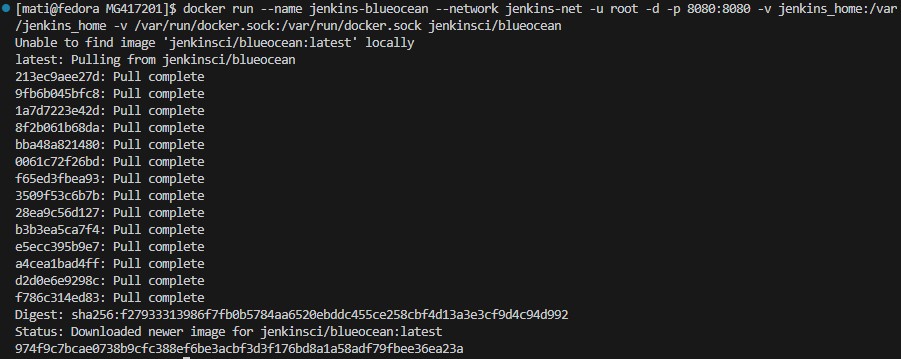 [mati@fedora MG417201]$ docker run --name jenkins-blueocean --network jenkins-net -u root -d -p 8080:8080 -v jenkins_home:/var
/jenkins_home -v /var/run/docker.sock:/var/run/docker.sock jenkinsci/blueocean
Unable to find image 'jenkinsci/blueocean:latest' locally
latest: Pulling from jenkinsci/blueocean
213ec9aee27d: Pull complete
9fb6b045bfc8: Pull complete
1a7d7223e42d: Pull complete
8f2b061b68da: Pull complete
bba48a821480: Pull complete
0061c72f26bd: Pull complete
f65ed3fbea93: Pull complete
3509f53c6b7b: Pull complete
28ea9c56d127: Pull complete
b3b3ea5ca7f4: Pull complete
e5ecc395b9e7: Pull complete
a4cea1bad4ff: Pull complete
d2d0e6e9298c: Pull complete
f786c314ed83: Pull complete
Digest: sha256:f27933313986f7fb0b5784aa6520ebddc455ce258cbf4d13a3e3cf9d4c94d992
Status: Downloaded newer image for jenkinsci/blueocean:latest
974f9c7bcae0738b9cfc388ef6be3acbf3d3f176bd8a1a58adf79fbee36ea23a